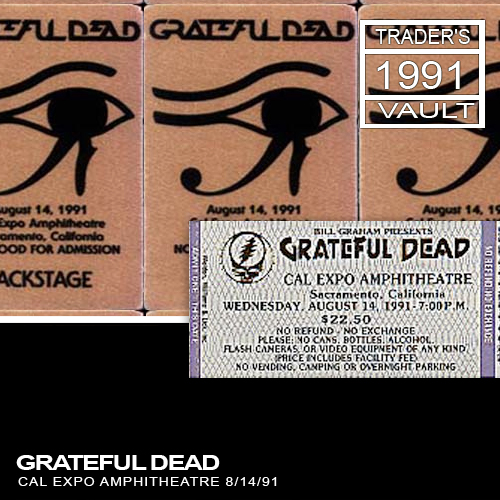 GRATEFUL DEAD GRATEFUL DEAD
TRADER'S
1991
VAULT
August 14, 1991
Expo Amphitheatre
Sacramento, California
GOOD FOR ADMISSION
BACKSTAGE
August 14, 1991
August 14, 1991
BILL GRAHAM PRESENTS
GRATEFUL DEAD
CAL EXPO AMPHITHEATRE
Sacramento, California
WEDNESDAY, AUGUST 14, 1991-7:00 P.M.
$22.50
NO REFUND - NO EXCHANGE
PLEASE: NO CANS, BOTTLES, ALCOHOL,
FLASH CAMERAS, OR VIDEO EQUIPMENT OF ANY KIND.
(PRICE INCLUDES FACILITY FEE)
NO VENDING, CAMPING OR OVERNIGHT PARKING
NO REFUND/NO EXCHANGE
GRATEFUL DEAD
CAL EXPO AMPHITHEATRE 8/14/91